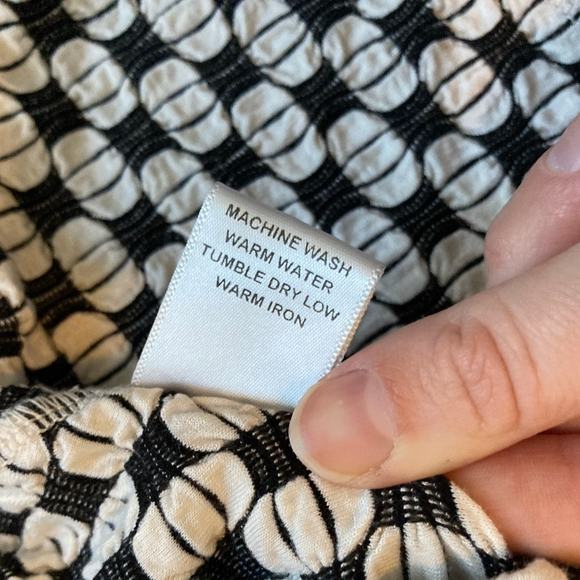 MACHINE WASH
WARM WATER
TUMBLE DRY LOW
WARM IRON